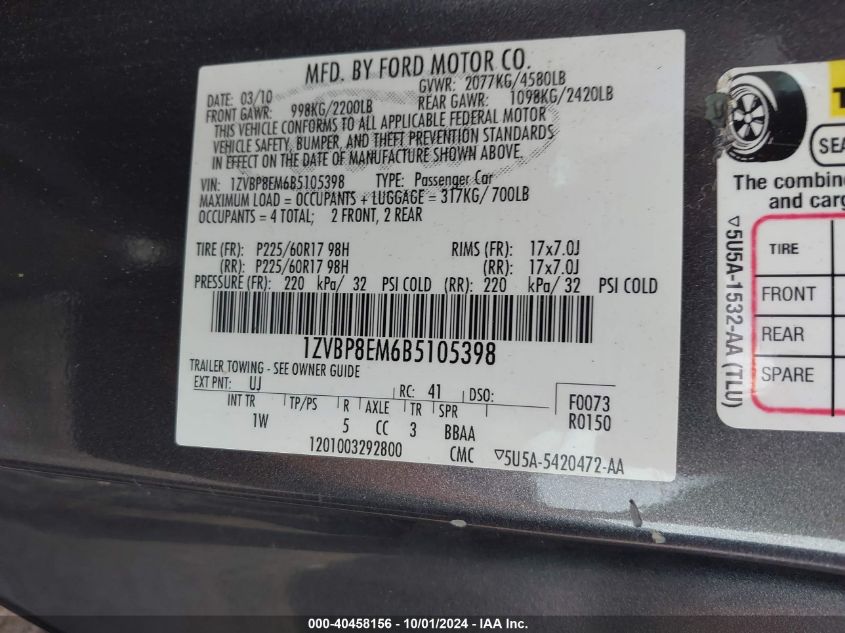 MFD. BY FORD MOTOR CO.
DATE: 03/10 GVWR: 2077KG/4580LB
FRONT GAWR: 998KG/2200LB REAR GAWR: 1098KG/2420LB
THIS VEHICLE CONFORMS TO ALL APPLICABLE FEDERAL MOTOR
VEHICLE SAFETY, BUMPER, AND THEFT PREVENTION STANDARDS
IN EFFECT ON THE DATE OF MANUFACTURE SHOWN ABOVE.
VIN: 1ZVBP8EM6B5105398 TYPE: Passenger Car
MAXIMUM LOAD = OCCUPANTS + LUGGAGE = 317KG/ 700LB
OCCUPANTS = 4 TOTAL; 2 FRONT, 2 REAR
TIRE (FR): P225/60R17 98H RIMS (FR): 17x7.0J
(RR): P225/60R17 98H (RR): 17x7.0J
PRESSURE (FR): 220 kPa/ 32 PSI COLD (RR): 220 kPa/ 32 PSI COLD
1ZVBP8EM6B5105398
TRAILER TOWING - SEE OWNER GUIDE
EXT PNT: UJ RC: 41 DSO: F0073
INT TR TP/PS R AXLE TR SPR R0150
1W 5 CC 3 BBAA
1201003292800 CMC ▽5U5A-5420472-AA
T
SEA
The combin
and carg
TIRE
FRONT
REAR
SPARE
▽5U5A-1532-AA (TLU)
000-40458156 - 10/01/2024 - IAA Inc.